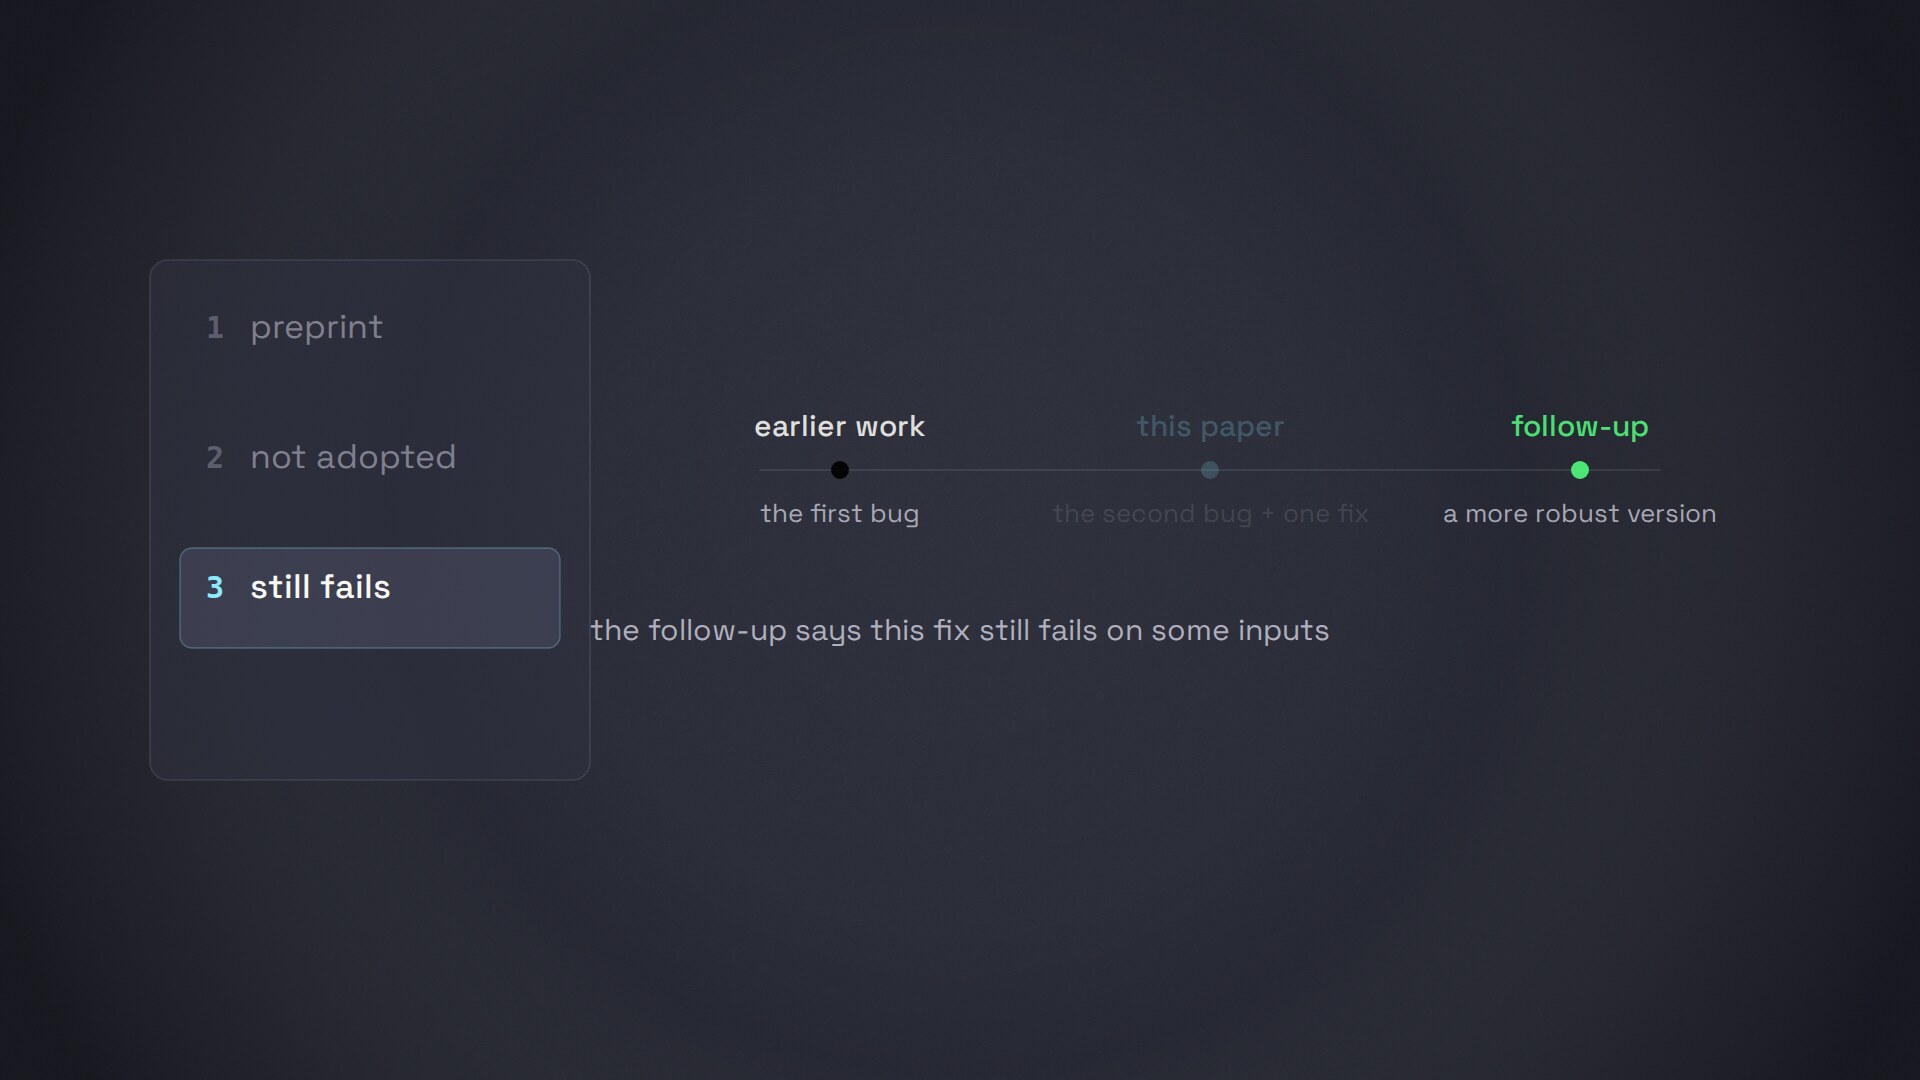 1 preprint
2 not adopted
3 still fails
earlier work
this paper
follow-up
the first bug
the second bug + one fix
a more robust version
the follow-up says this fix still fails on some inputs